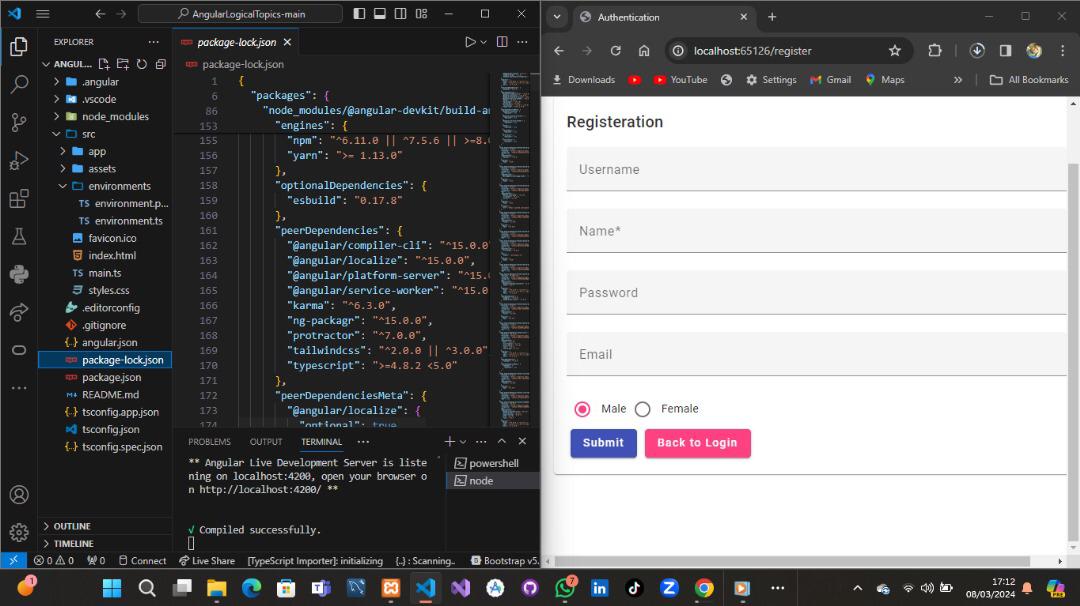 AngularLogicalTopics-main
EXPLORER
ANGUL...
.angular
.vscode
node_modules
src
app
assets
environments
TS environment.p...
TS environment.ts
favicon.ico
index.html
TS main.ts
styles.css
.editorconfig
.gitignore
{.} angular.json
package-lock.json
package.json
M↓ README.md
{..} tsconfig.app.json
tsconfig.json
{..} tsconfig.spec.json
OUTLINE
TIMELINE
package-lock.json
package-lock.json
1 {
6 "packages": {
86 "node_modules/@angular-devkit/build-a
153 "engines": {
155 "npm": "^6.11.0 || ^7.5.6 || >=8.
156 "yarn": ">= 1.13.0"
157 },
158 "optionalDependencies": {
159 "esbuild": "0.17.8"
160 },
161 "peerDependencies": {
162 "@angular/compiler-cli": "^15.0.0
163 "@angular/localize": "^15.0.0",
164 "@angular/platform-server": "^15.
165 "@angular/service-worker": "^15.0
166 "karma": "^6.3.0",
167 "ng-packagr": "^15.0.0",
168 "protractor": "^7.0.0",
169 "tailwindcss": "^2.0.0 || ^3.0.0"
170 "typescript": ">=4.8.2 <5.0"
171 },
172 "peerDependenciesMeta": {
173 "@angular/localize": {
174 "optional": true
PROBLEMS OUTPUT TERMINAL
** Angular Live Development Server is liste
ning on localhost:4200, open your browser o
n http://localhost:4200/ **
√ Compiled successfully.
powershell
node
0 0 0 Connect Live Share [TypeScript Importer]: initializing {..} : Scanning.. Bootstrap v5.
Authentication
localhost:65126/register
Downloads YouTube Settings Gmail Maps » All Bookmarks
Registeration
Username
Name*
Password
Email
Male Female
Submit Back to Login
1
7
17:12
08/03/2024
PRE